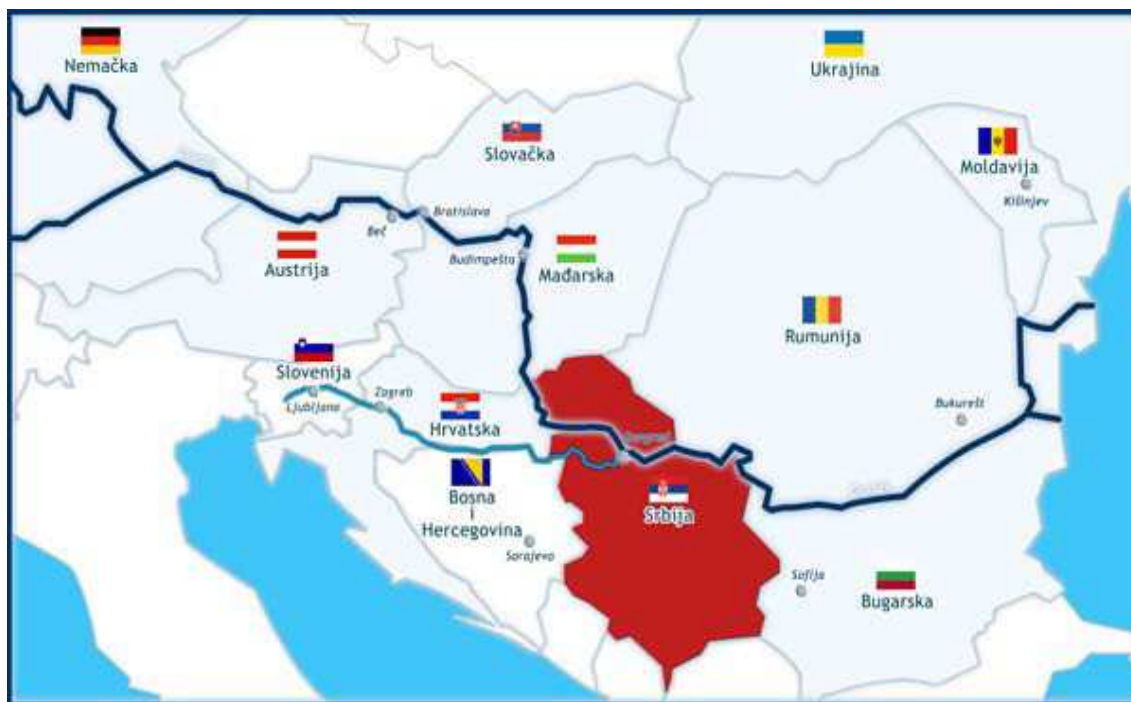 Nemačka
Ukrajina
Slovačka
Moldavija
Kišinjev
Bratislava
Beč
Budimpešta
Austrija
Mađarska
Rumunija
Slovenija
Ljubljana
Zagreb
Hrvatska
Bukurešt
Bosna
i
Hercegovina
Sarajevo
Srbija
Sofija
Bugarska